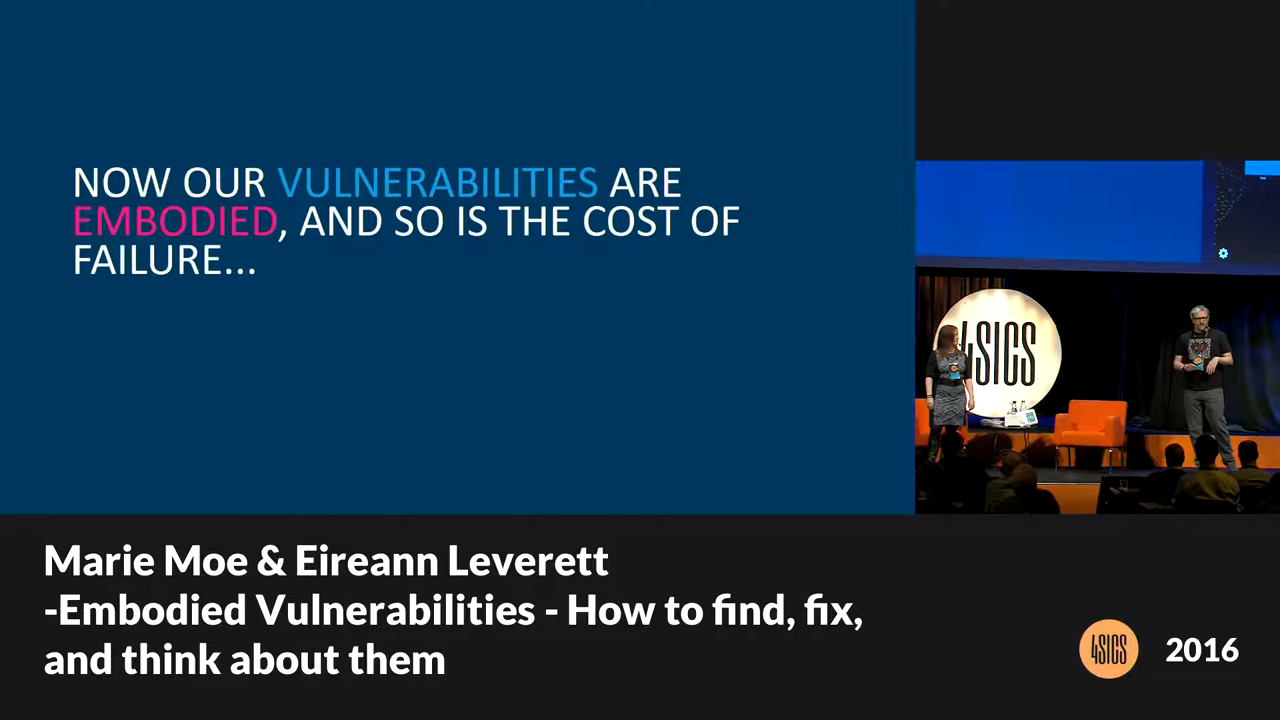 NOW OUR VULNERABILITIES ARE
EMBODIED, AND SO IS THE COST OF
FAILURE...
4SICS
Marie Moe & Eireann Leverett
-Embodied Vulnerabilities - How to find, fix,
and think about them
4SICS
2016